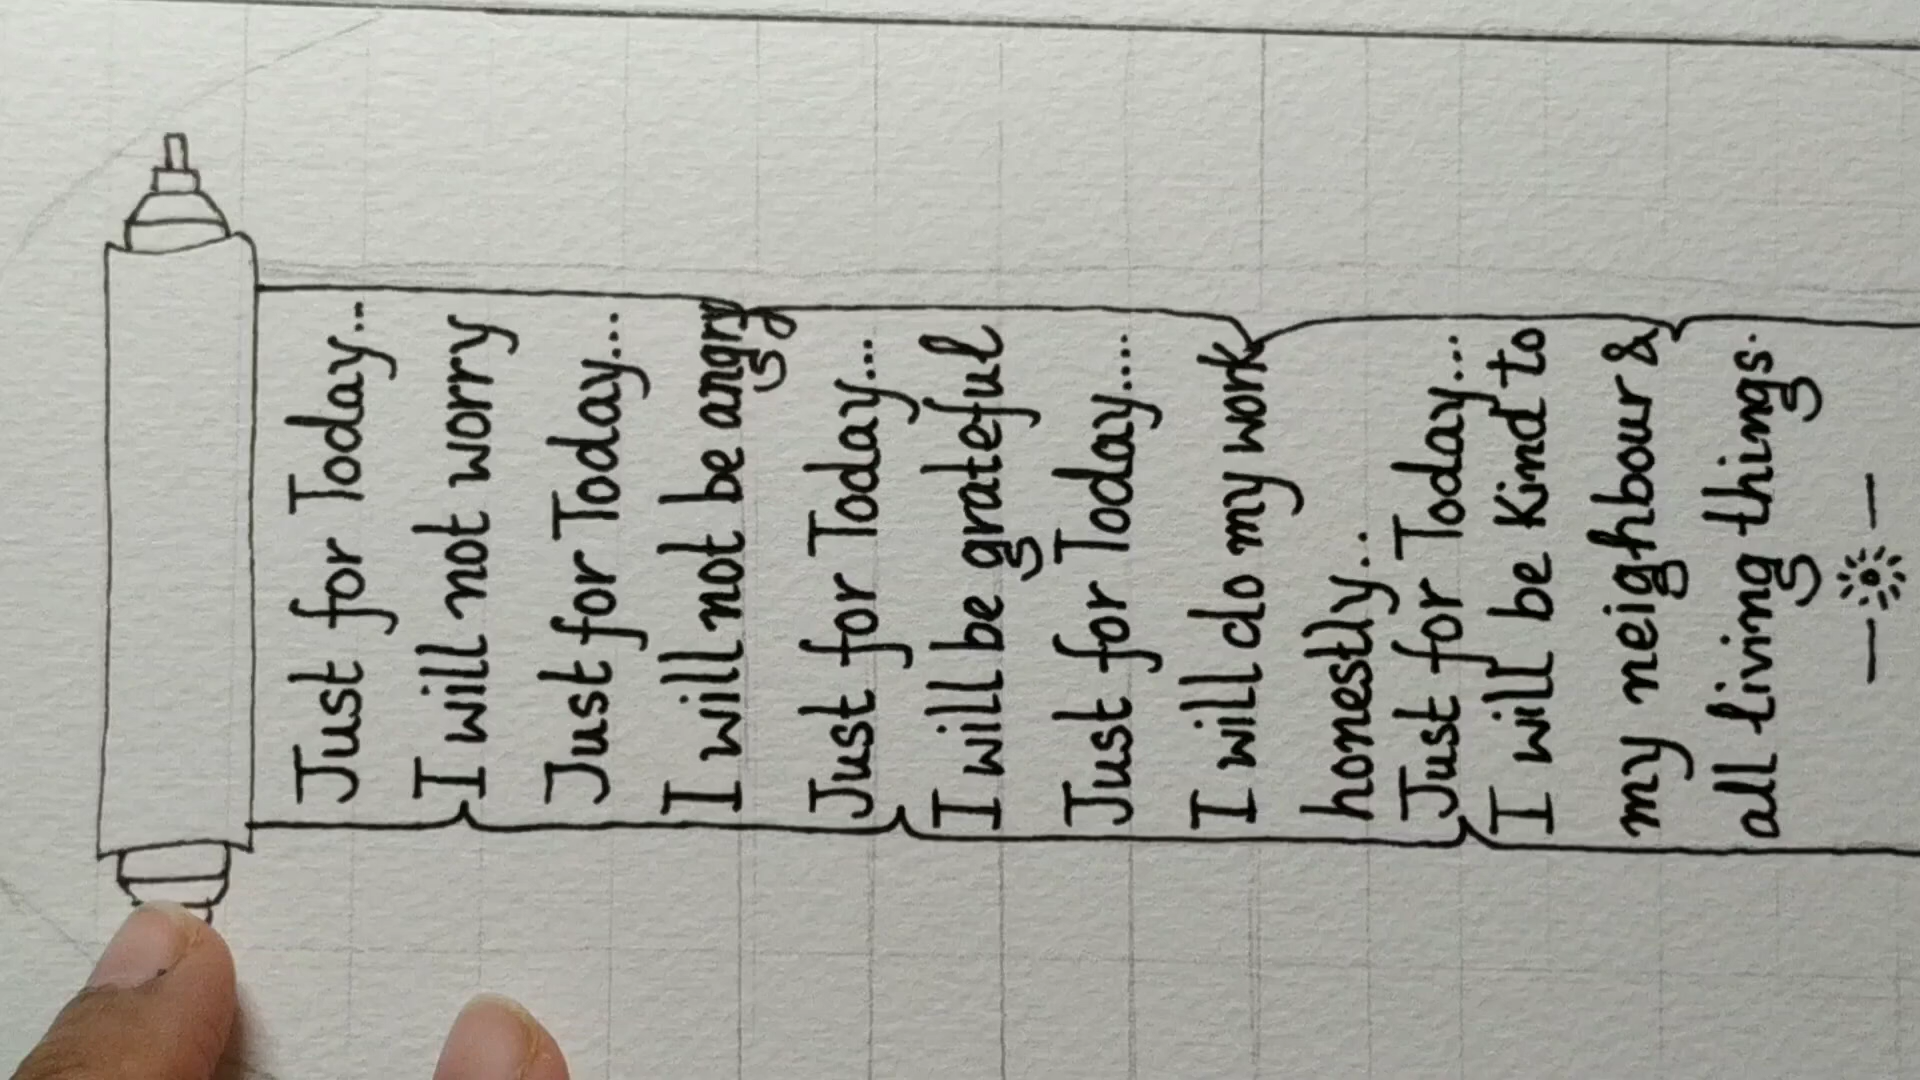 Just for Today...
I will not worry
Just for Today...
I will not be angry
Just for Today...
I will be grateful
Just for Today....
I will do my work
honestly...
Just for Today...
I will be Kind to
my neighbour &
all living things.